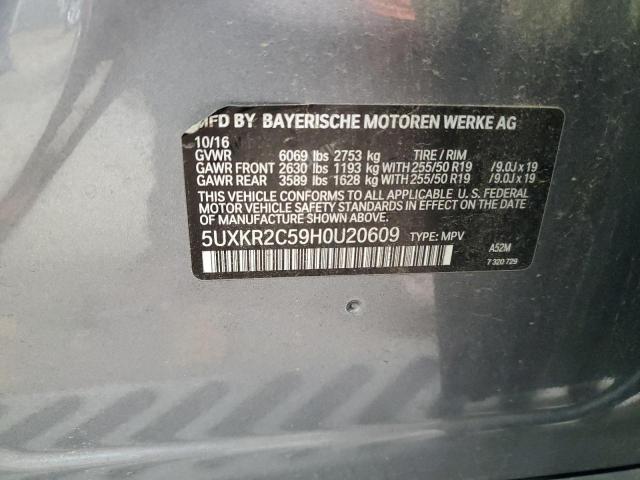 MFD BY BAYERISCHE MOTOREN WERKE AG
10/16
GVWR 6069 lbs 2753 kg TIRE / RIM
GAWR FRONT 2630 lbs 1193 kg WITH 255/50 R19 /9.0J x 19
GAWR REAR 3589 lbs 1628 kg WITH 255/50 R19 /9.0J x 19
THIS VEHICLE CONFORMS TO ALL APPLICABLE U. S. FEDERAL
MOTOR VEHICLE SAFETY STANDARDS IN EFFECT ON THE DATE OF
MANUFACTURE SHOWN ABOVE.
5UXKR2C59H0U20609 TYPE: MPV
A52M
7 320 729